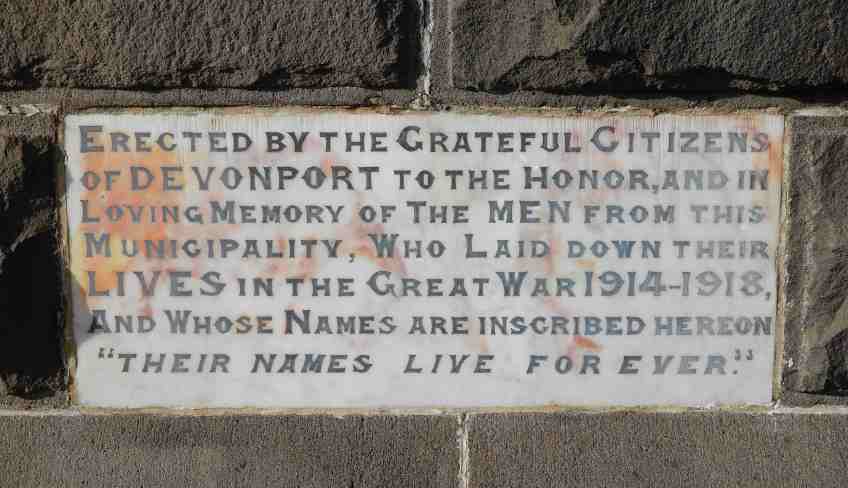 ERECTED BY THE GRATEFUL CITIZENS
OF DEVONPORT TO THE HONOR, AND IN
LOVING MEMORY OF THE MEN FROM THIS
MUNICIPALITY, WHO LAID DOWN THEIR
LIVES IN THE GREAT WAR 1914-1918,
AND WHOSE NAMES ARE INSCRIBED HEREON
"THEIR NAMES LIVE FOR EVER."